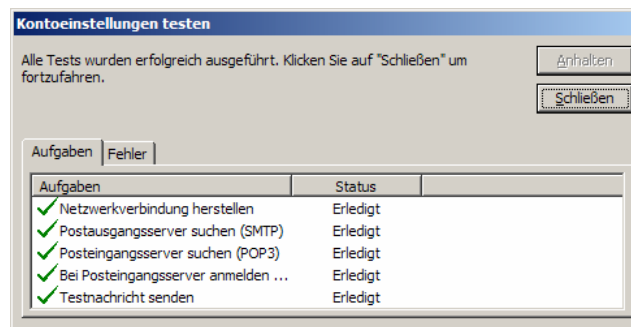 Kontoeinstellungen testen
Alle Tests wurden erfolgreich ausgeführt. Klicken Sie auf "Schließen" um
fortzufahren.
Anhalten
Schließen
Aufgaben Fehler
Aufgaben Status
Netzwerkverbindung herstellen Erledigt
Postausgangsserver suchen (SMTP) Erledigt
Posteingangsserver suchen (POP3) Erledigt
Bei Posteingangsserver anmelden ... Erledigt
Testnachricht senden Erledigt